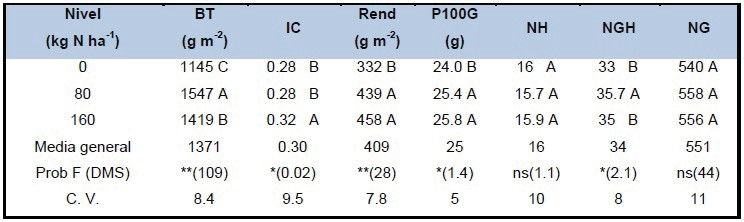 Nivel (kg N ha-1) BT (g m-2) IC Rend (g m-2) P100G (g) NH NGH NG
0 1145 C 0.28 B 332 B 24.0 B 16 A 33 B 540 A
80 1547 A 0.28 B 439 A 25.4 A 15.7 A 35.7 A 558 A
160 1419 B 0.32 A 458 A 25.8 A 15.9 A 35 B 556 A
Media general 1371 0.30 409 25 16 34 551
Prob F (DMS) **(109) *(0.02) **(28) *(1.4) ns(1.1) *(2.1) ns(44)
C. V. 8.4 9.5 7.8 5 10 8 11